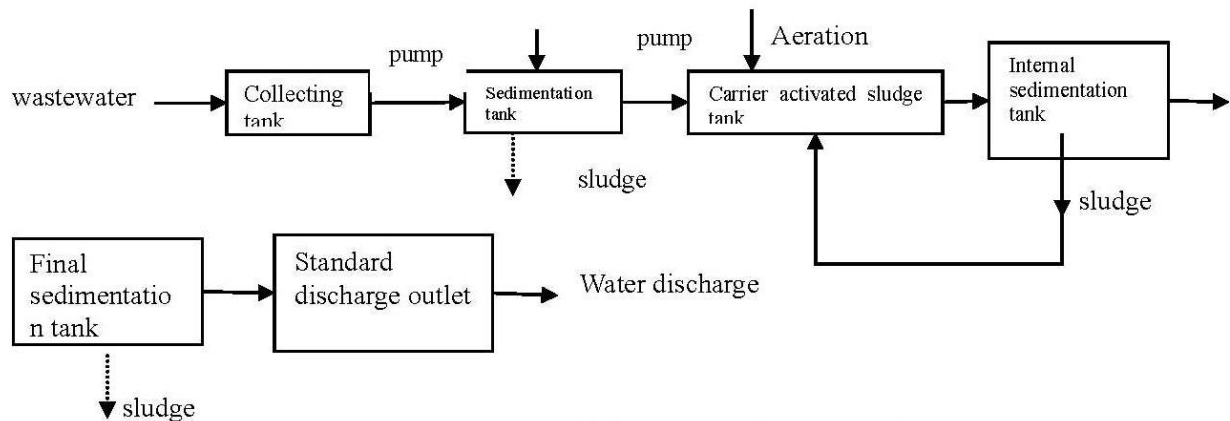 pump
pump
Aeration
wastewater
Collecting
tank
Sedimentation
tank
Carrier activated sludge
tank
Internal
sedimentation
tank
sludge
sludge
Final
sedimentatio
n tank
Standard
discharge outlet
Water discharge
sludge